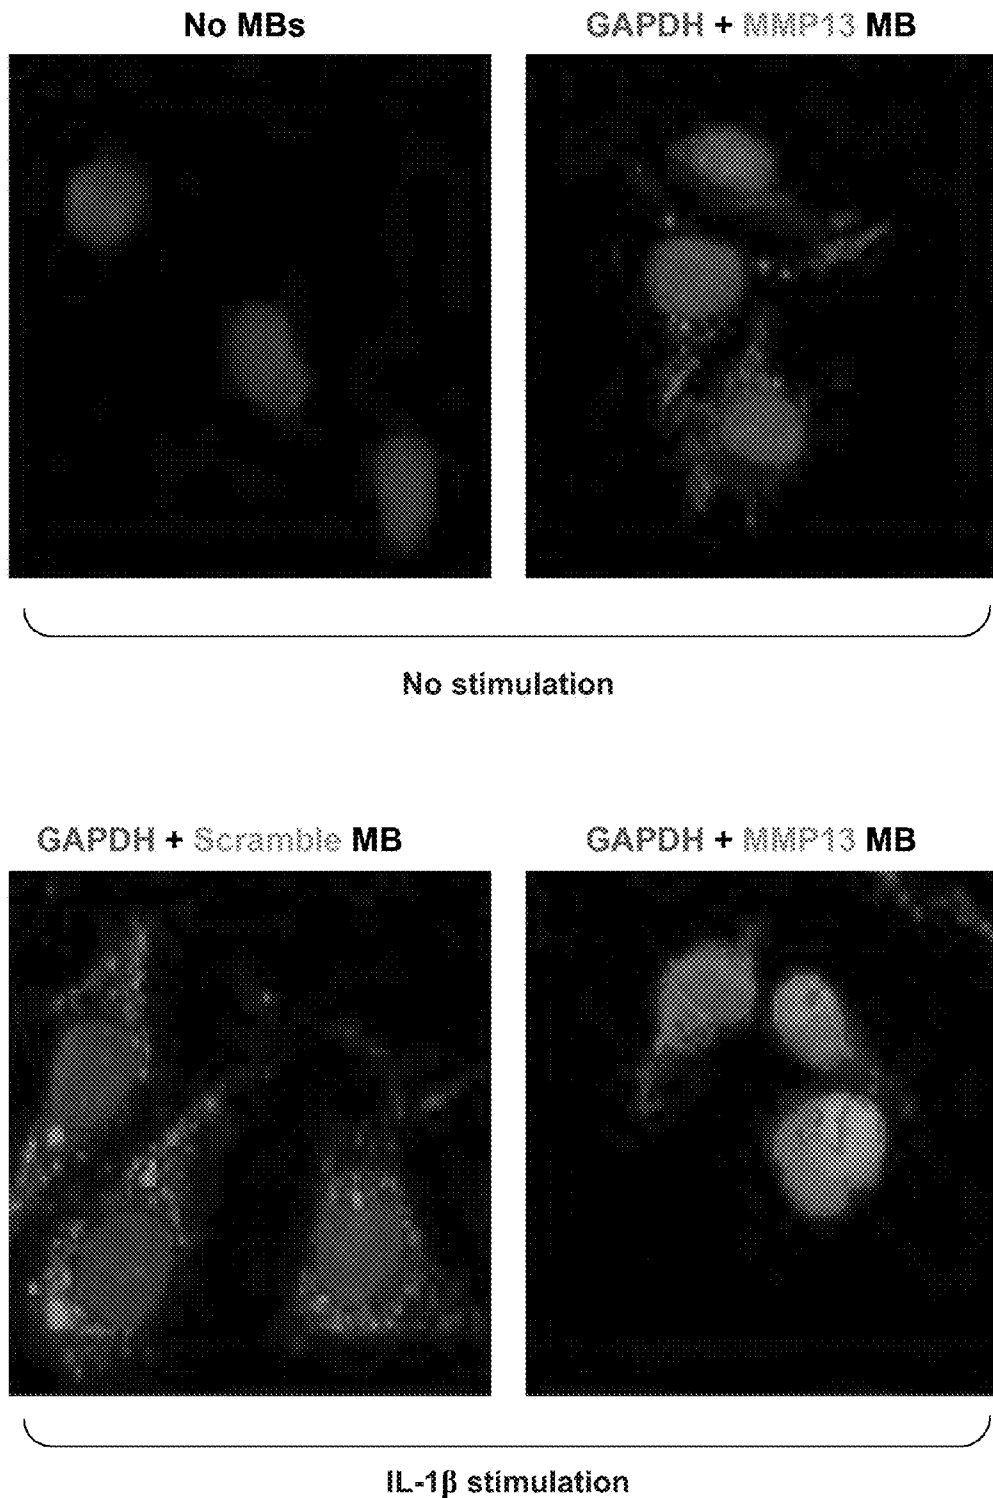 No MBs
GAPDH + MMP13 MB
No stimulation
GAPDH + Scramble MB
GAPDH + MMP13 MB
IL-1β stimulation